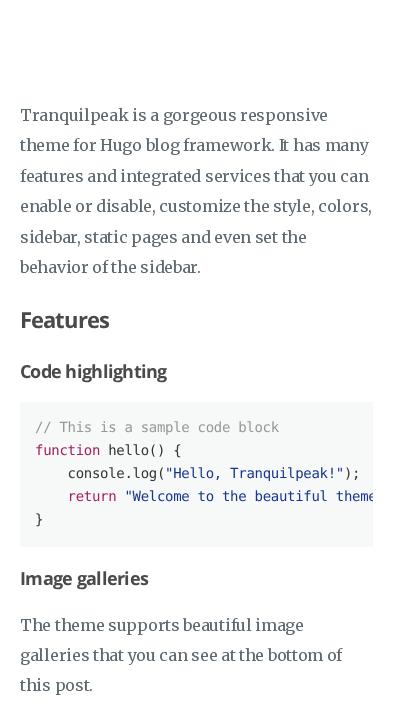 Tranquilpeak is a gorgeous responsive
theme for Hugo blog framework. It has many
features and integrated services that you can
enable or disable, customize the style, colors,
sidebar, static pages and even set the
behavior of the sidebar.
Features
Code highlighting
// This is a sample code block
function hello() {
    console.log("Hello, Tranquilpeak!");
    return "Welcome to the beautiful theme
}
Image galleries
The theme supports beautiful image
galleries that you can see at the bottom of
this post.